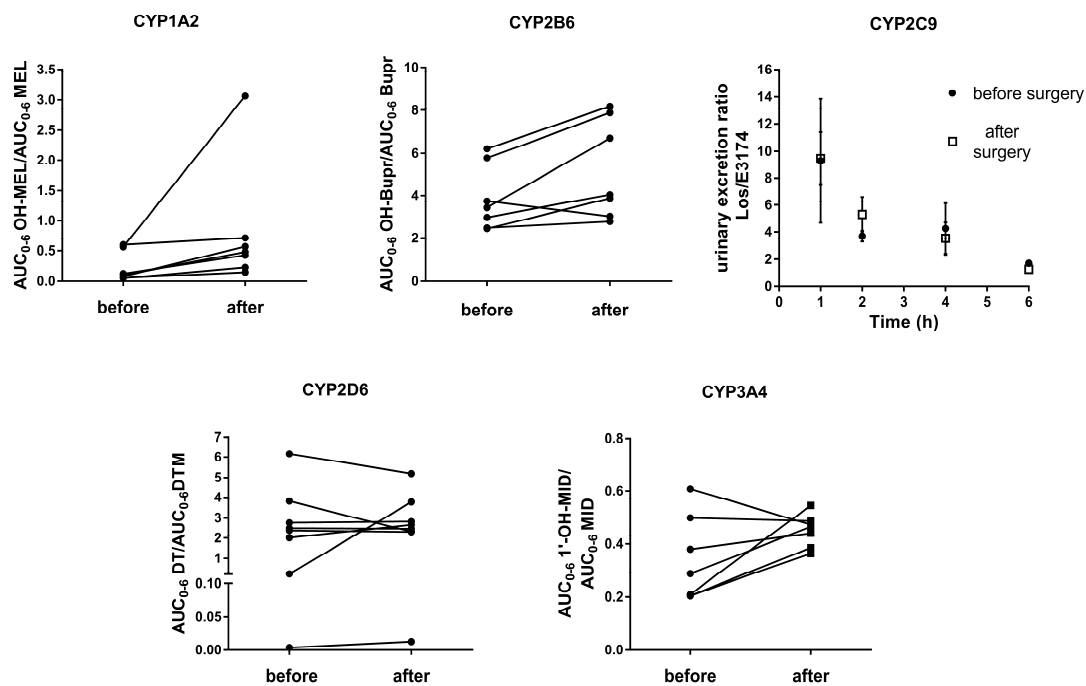 CYP1A2
AUC0-6 OH-MEL/AUC0-6 MEL
3.5
3.0
2.5
2.0
1.5
1.0
0.5
0.0
before
after
CYP2B6
AUC0-6 OH-Bupr/AUC0-6 Bupr
10
8
6
4
2
0
before
after
CYP2C9
urinary excretion ratio
Los/E3174
16
14
12
10
8
6
4
2
0
0 1 2 3 4 5 6
Time (h)
before surgery
after
surgery
CYP2D6
AUC0-6 DT/AUC0-6DTM
7
6
5
4
3
2
1
0.10
0.05
0.00
before
after
CYP3A4
AUC0-6 1'-OH-MID/
AUC0-6 MID
0.8
0.6
0.4
0.2
0.0
before
after